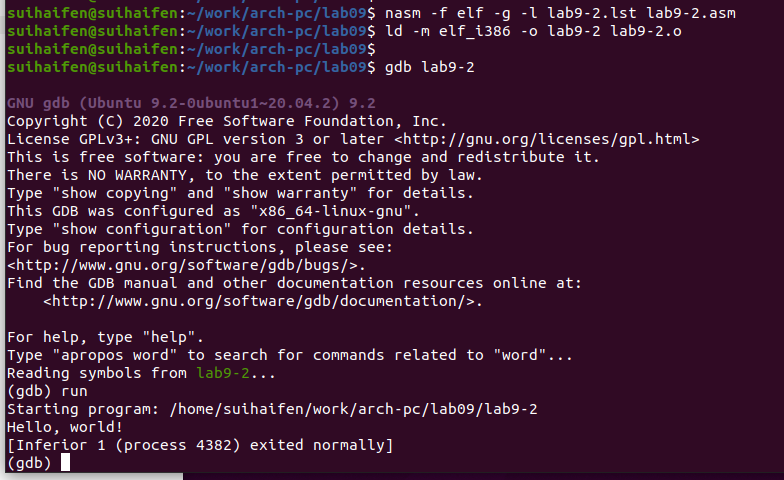 suihaifen@suihaifen:~/work/arch-pc/lab09$ nasm -f elf -g -l lab9-2.lst lab9-2.asm
suihaifen@suihaifen:~/work/arch-pc/lab09$ ld -m elf_i386 -o lab9-2 lab9-2.o
suihaifen@suihaifen:~/work/arch-pc/lab09$
suihaifen@suihaifen:~/work/arch-pc/lab09$ gdb lab9-2
GNU gdb (Ubuntu 9.2-0ubuntu1~20.04.2) 9.2
Copyright (C) 2020 Free Software Foundation, Inc.
License GPLv3+: GNU GPL version 3 or later <http://gnu.org/licenses/gpl.html>
This is free software: you are free to change and redistribute it.
There is NO WARRANTY, to the extent permitted by law.
Type "show copying" and "show warranty" for details.
This GDB was configured as "x86_64-linux-gnu".
Type "show configuration" for configuration details.
For bug reporting instructions, please see:
<http://www.gnu.org/software/gdb/bugs/>.
Find the GDB manual and other documentation resources online at:
    <http://www.gnu.org/software/gdb/documentation/>.
For help, type "help".
Type "apropos word" to search for commands related to "word"...
Reading symbols from lab9-2...
(gdb) run
Starting program: /home/suihaifen/work/arch-pc/lab09/lab9-2
Hello, world!
[Inferior 1 (process 4382) exited normally]
(gdb)